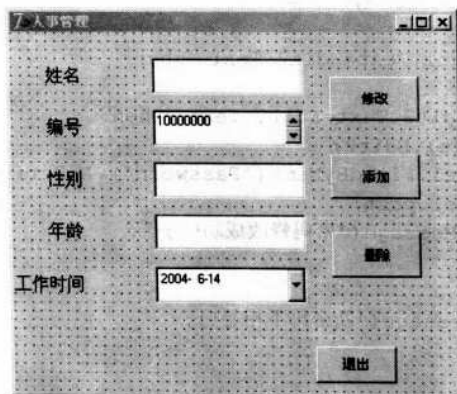 人事管理
姓名
修改
编号
10000000
性别
添加
年龄
删除
工作时间
2004- 6-14
退出